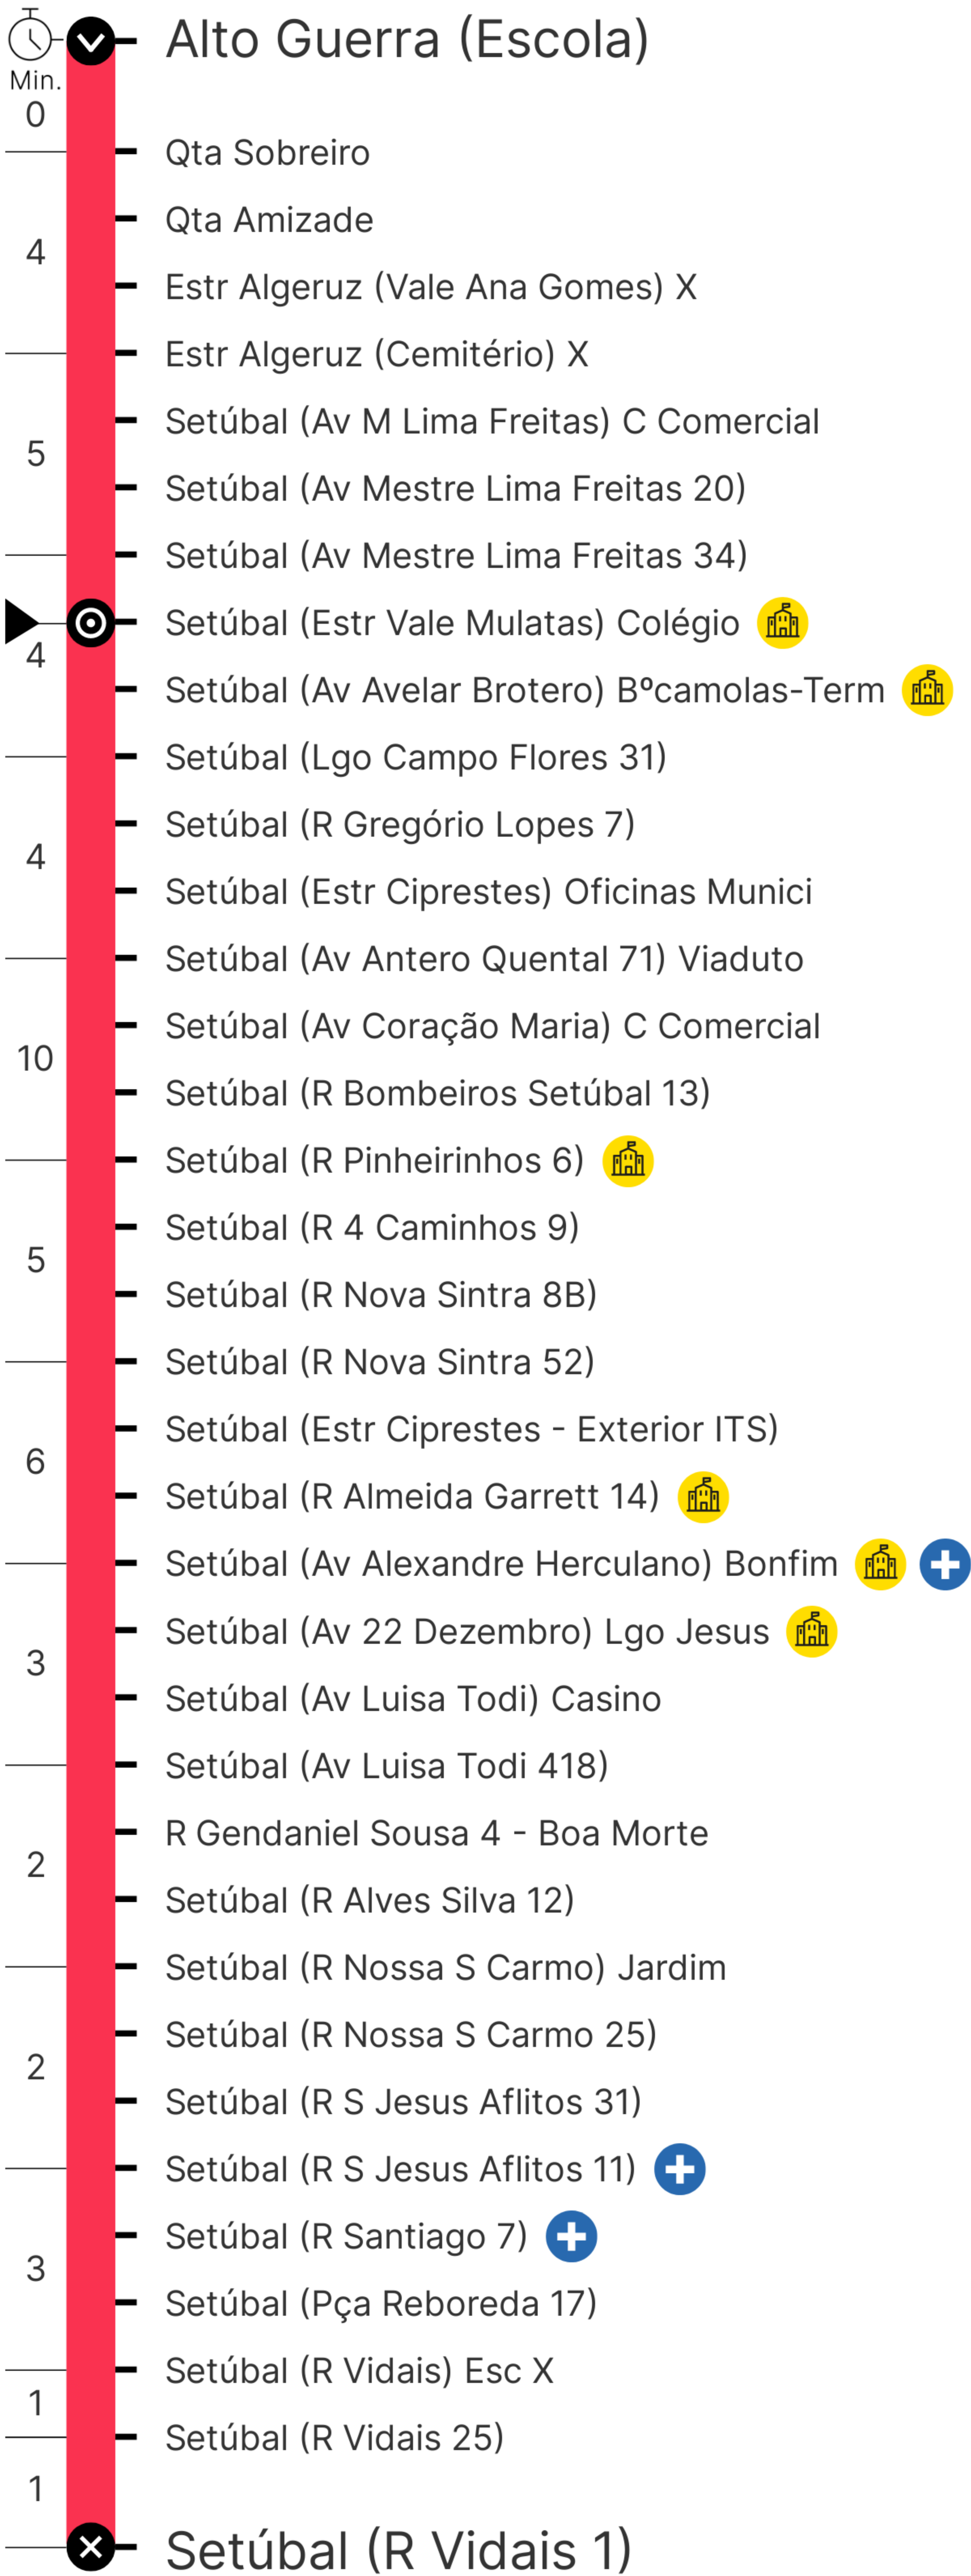 Alto Guerra (Escola)
Min.
0
Qta Sobreiro
Qta Amizade
4
Estr Algeruz (Vale Ana Gomes) X
Estr Algeruz (Cemitério) X
Setúbal (Av M Lima Freitas) C Comercial
5
Setúbal (Av Mestre Lima Freitas 20)
Setúbal (Av Mestre Lima Freitas 34)
Setúbal (Estr Vale Mulatas) Colégio
4
Setúbal (Av Avelar Brotero) Bºcamolas-Term
Setúbal (Lgo Campo Flores 31)
Setúbal (R Gregório Lopes 7)
4
Setúbal (Estr Ciprestes) Oficinas Munici
Setúbal (Av Antero Quental 71) Viaduto
Setúbal (Av Coração Maria) C Comercial
10
Setúbal (R Bombeiros Setúbal 13)
Setúbal (R Pinheirinhos 6)
Setúbal (R 4 Caminhos 9)
5
Setúbal (R Nova Sintra 8B)
Setúbal (R Nova Sintra 52)
Setúbal (Estr Ciprestes - Exterior ITS)
6
Setúbal (R Almeida Garrett 14)
Setúbal (Av Alexandre Herculano) Bonfim
Setúbal (Av 22 Dezembro) Lgo Jesus
3
Setúbal (Av Luisa Todi) Casino
Setúbal (Av Luisa Todi 418)
R Gendaniel Sousa 4 - Boa Morte
2
Setúbal (R Alves Silva 12)
Setúbal (R Nossa S Carmo) Jardim
Setúbal (R Nossa S Carmo 25)
2
Setúbal (R S Jesus Aflitos 31)
Setúbal (R S Jesus Aflitos 11)
Setúbal (R Santiago 7)
3
Setúbal (Pça Reboreda 17)
Setúbal (R Vidais) Esc X
1
Setúbal (R Vidais 25)
1
Setúbal (R Vidais 1)